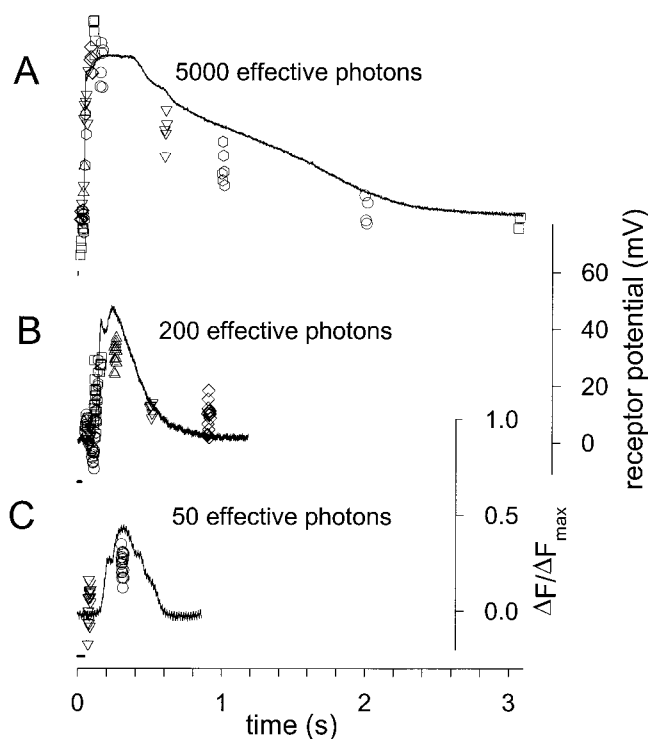 A
5000 effective photons
60
40
20
0
receptor potential (mV)
B
200 effective photons
1.0
0.5
0.0
ΔF/ΔFmax
C
50 effective photons
0 1 2 3
time (s)